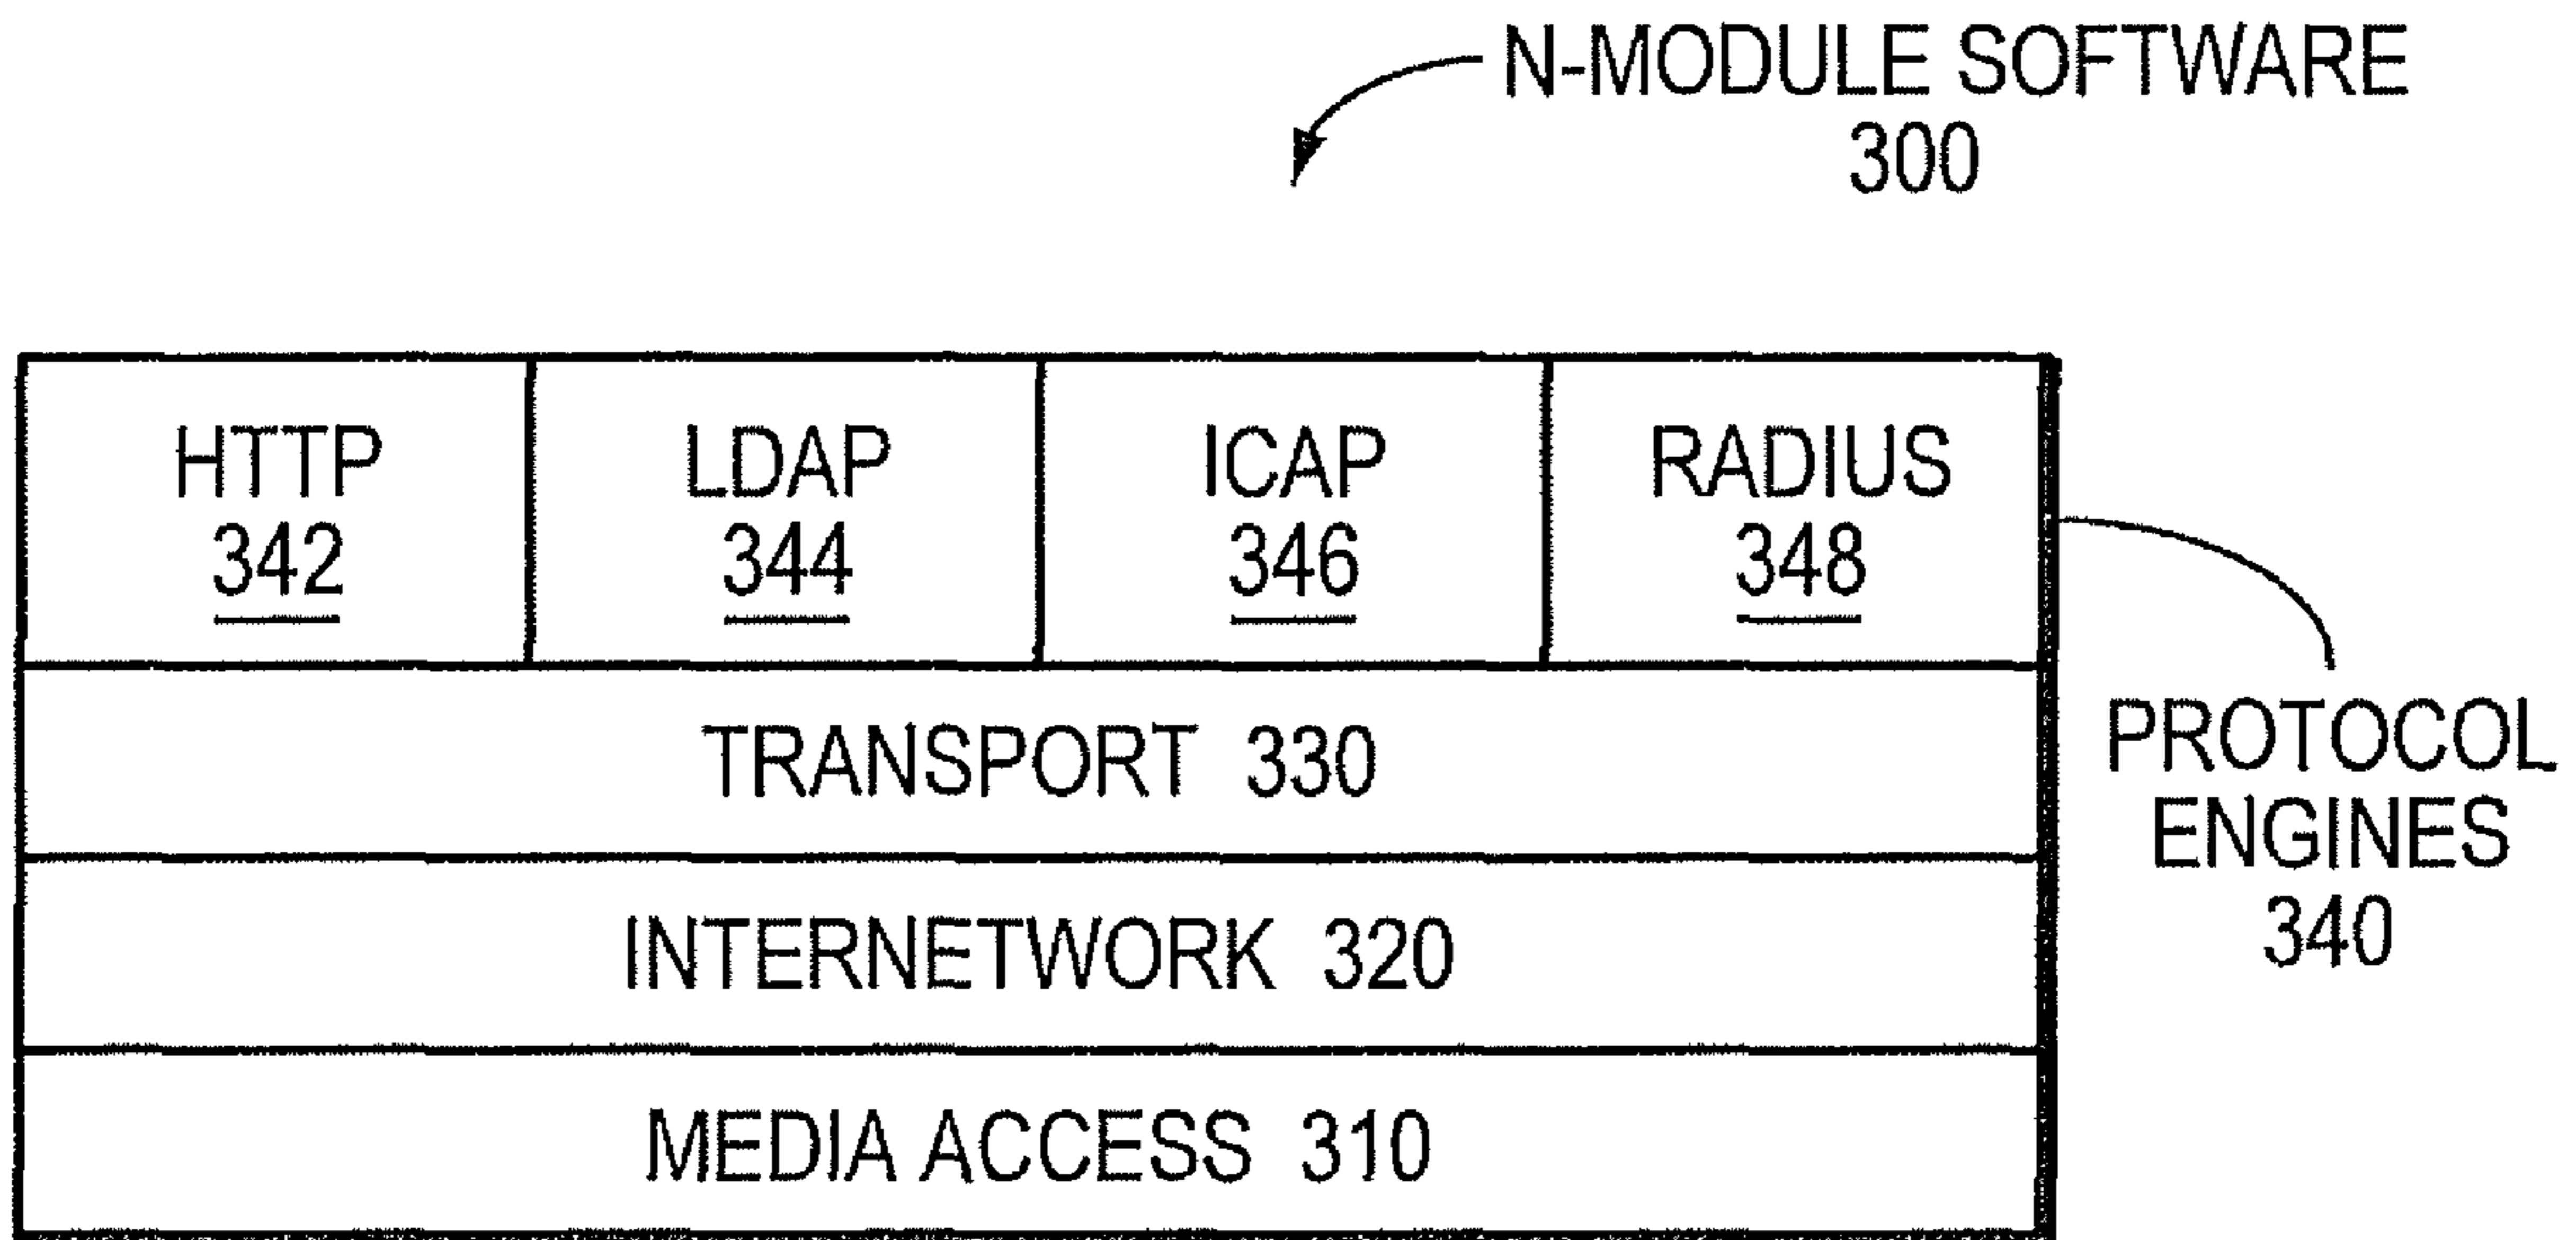 N-MODULE SOFTWARE
300
HTTP
342
LDAP
344
ICAP
346
RADIUS
348
TRANSPORT 330
INTERNETWORK 320
MEDIA ACCESS 310
PROTOCOL
ENGINES
340